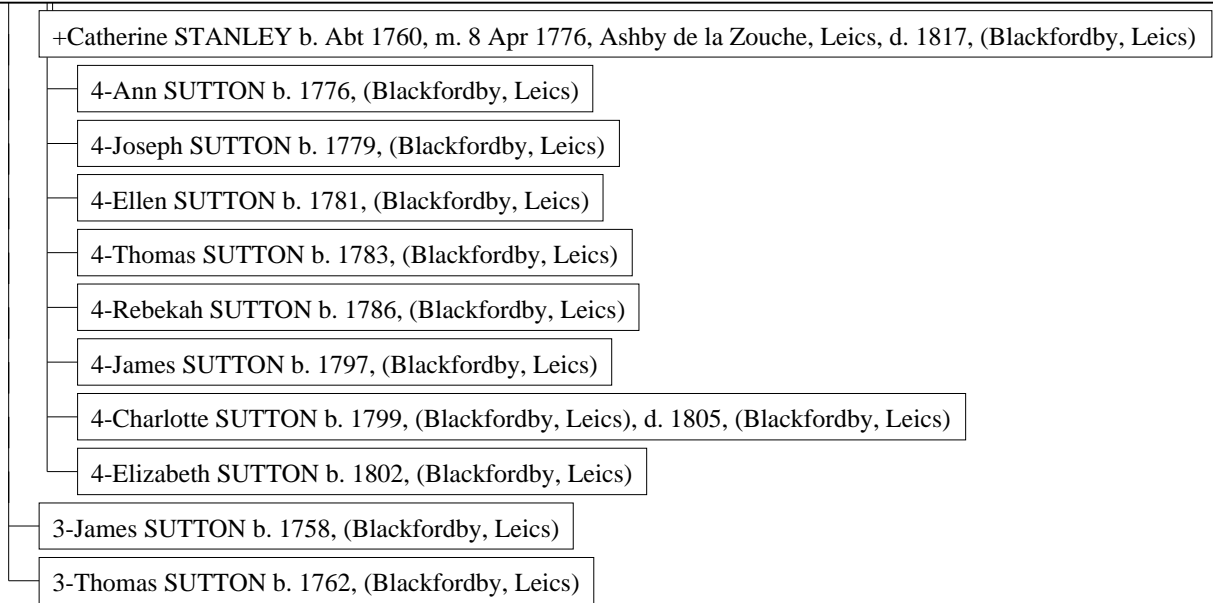 +Catherine STANLEY b. Abt 1760, m. 8 Apr 1776, Ashby de la Zouche, Leics, d. 1817, (Blackfordby, Leics)
4-Ann SUTTON b. 1776, (Blackfordby, Leics)
4-Joseph SUTTON b. 1779, (Blackfordby, Leics)
4-Ellen SUTTON b. 1781, (Blackfordby, Leics)
4-Thomas SUTTON b. 1783, (Blackfordby, Leics)
4-Rebekah SUTTON b. 1786, (Blackfordby, Leics)
4-James SUTTON b. 1797, (Blackfordby, Leics)
4-Charlotte SUTTON b. 1799, (Blackfordby, Leics), d. 1805, (Blackfordby, Leics)
4-Elizabeth SUTTON b. 1802, (Blackfordby, Leics)
3-James SUTTON b. 1758, (Blackfordby, Leics)
3-Thomas SUTTON b. 1762, (Blackfordby, Leics)